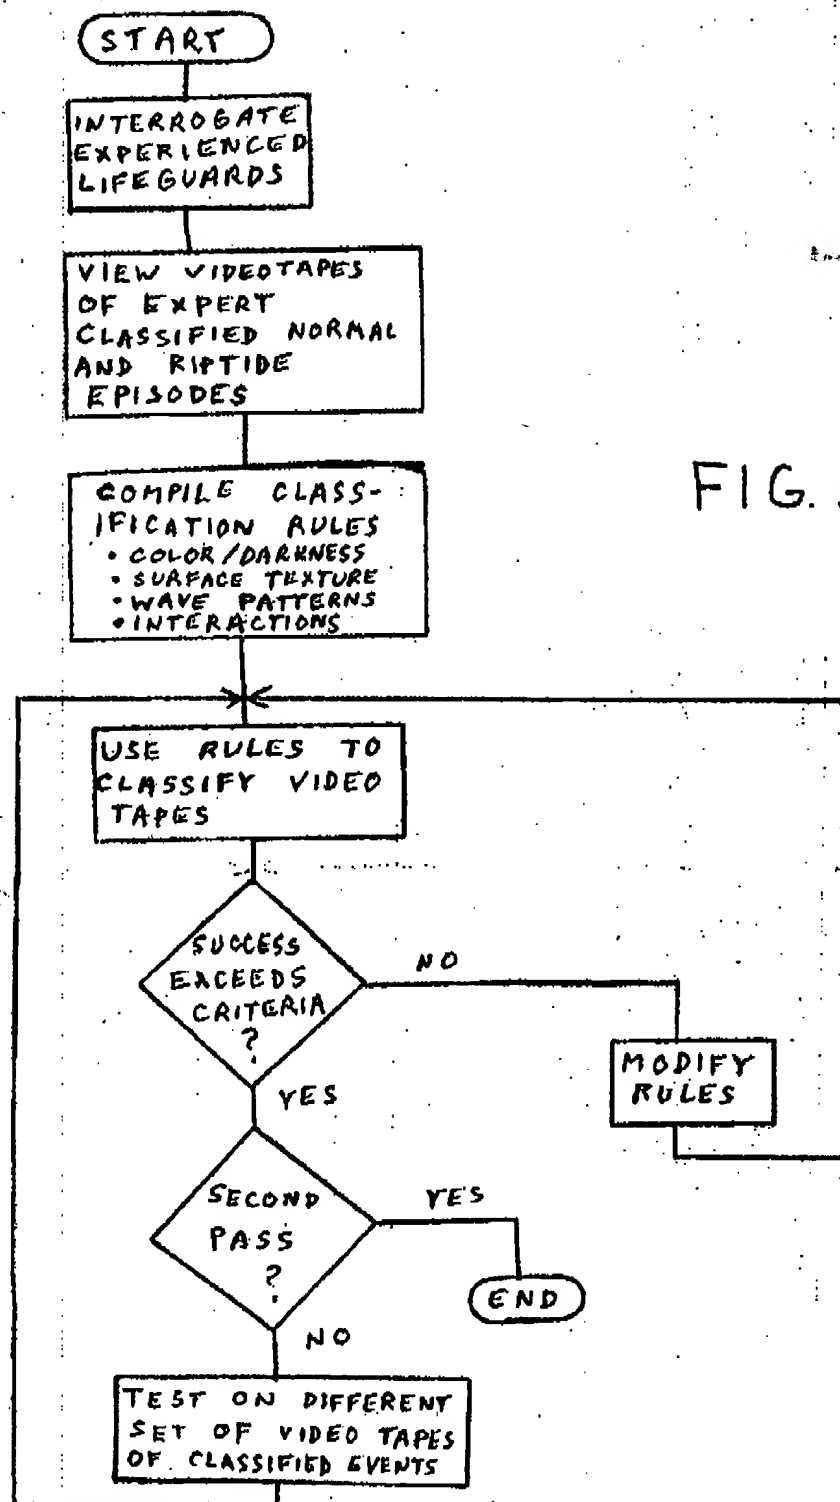 START
INTERROGATE
EXPERIENCED
LIFEGUARDS
VIEW VIDEOTAPES
OF EXPERT
CLASSIFIED NORMAL
AND RIPTIDE
EPISODES
COMPILE CLASS-
IFICATION RULES
• COLOR/DARKNESS
• SURFACE TEXTURE
• WAVE PATTERNS
• INTERACTIONS
FIG.
USE RULES TO
CLASSIFY VIDEO
TAPES
SUCCESS
EXCEEDS
CRITERIA
?
NO
MODIFY
RULES
YES
SECOND
PASS
?
YES
END
NO
TEST ON DIFFERENT
SET OF VIDEO TAPES
OF CLASSIFIED EVENTS